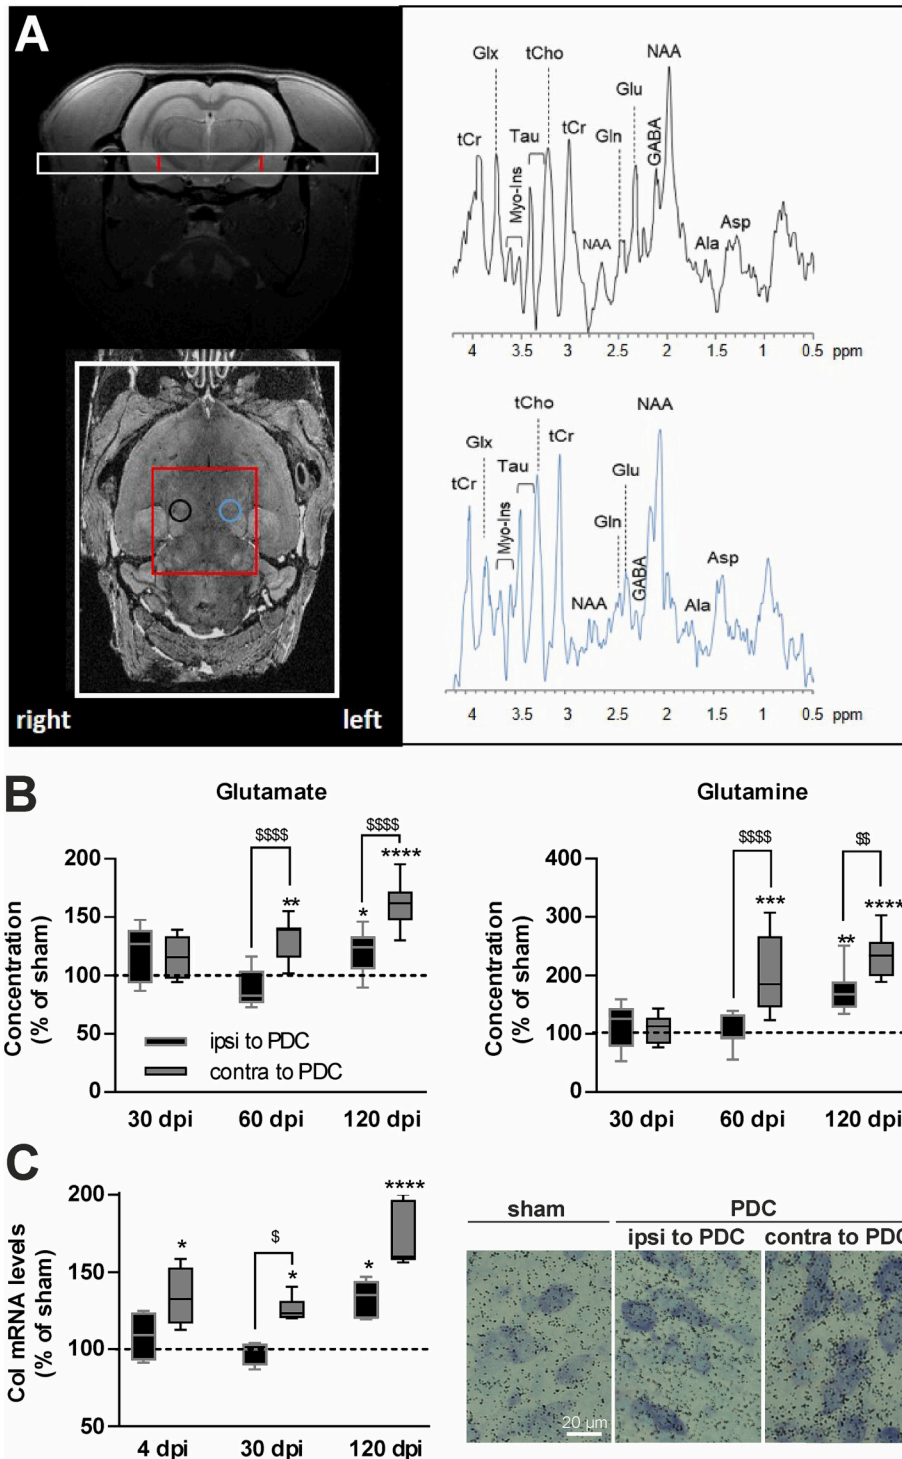 A
Glx
tCho
NAA
Glu
tCr
Tau
tCr
Gln
GABA
Myo-Ins
NAA
Ala
Asp
4
3.5
3
2.5
2
1.5
1
0.5
ppm
right
left
tCho
NAA
Glx
tCr
tCr
Tau
Glu
Gln
Myo-Ins
GABA
NAA
Ala
Asp
4
3.5
3
2.5
2
1.5
1
0.5
ppm
B
Glutamate
Concentration
(% of sham)
200
150
100
50
0
$$$$
**
$$$$
*
****
ipsi to PDC
contra to PDC
30 dpi
60 dpi
120 dpi
Glutamine
Concentration
(% of sham)
400
300
200
100
0
$$$$
***
$$
**
****
30 dpi
60 dpi
120 dpi
C
Col mRNA levels
(% of sham)
200
150
100
50
*
$
*
*
****
4 dpi
30 dpi
120 dpi
sham
PDC
ipsi to PDC
contra to PDC
20 µm